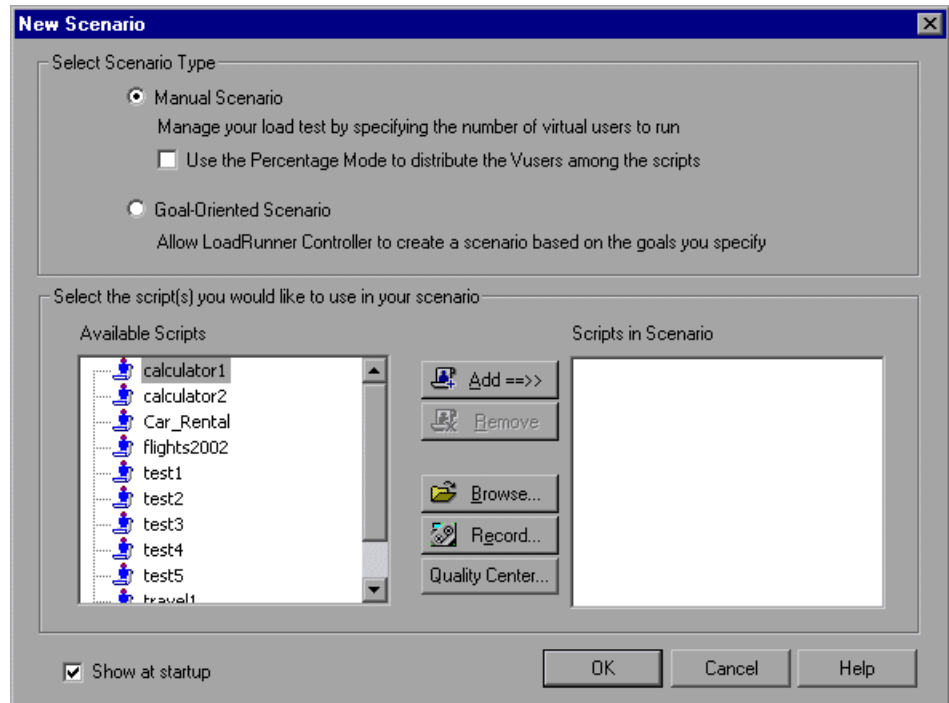 New Scenario
Select Scenario Type
Manual Scenario
Manage your load test by specifying the number of virtual users to run
Use the Percentage Mode to distribute the Vusers among the scripts
Goal-Oriented Scenario
Allow LoadRunner Controller to create a scenario based on the goals you specify
Select the script(s) you would like to use in your scenario
Available Scripts
calculator1
calculator2
Car_Rental
flights2002
test1
test2
test3
test4
test5
travel1
Add ==>>
Remove
Browse...
Record...
Quality Center...
Scripts in Scenario
Show at startup
OK
Cancel
Help